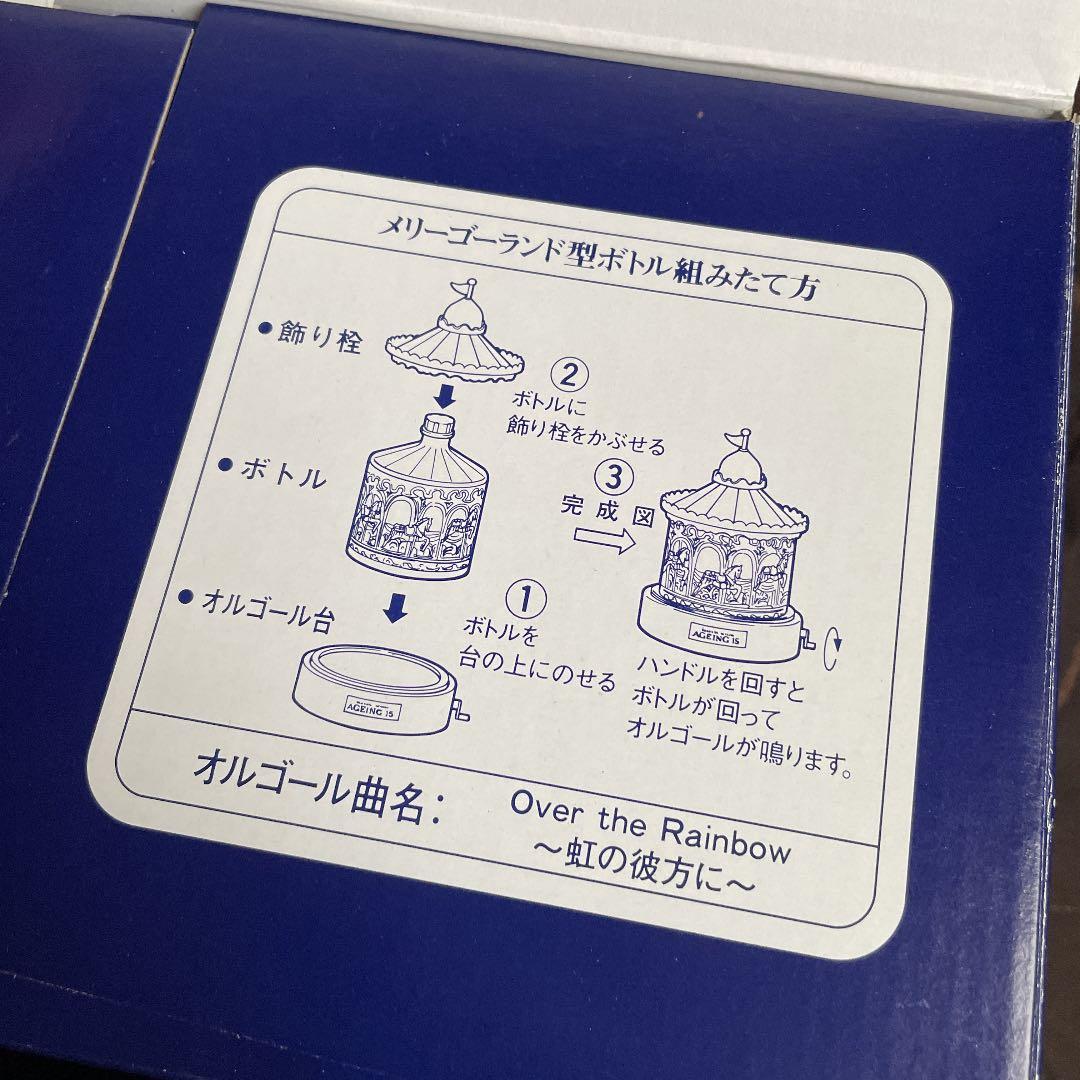 メリーゴーランド型ボトル組みたて方
●飾り栓
②
ボトルに
飾り栓をかぶせる
●ボトル
③
完成図
●オルゴール台
①
ボトルを
台の上にのせる
AGEING 15
AGEING 15
ハンドルを回すと
ボトルが回って
オルゴールが鳴ります。
オルゴール曲名：
Over the Rainbow
〜虹の彼方に〜